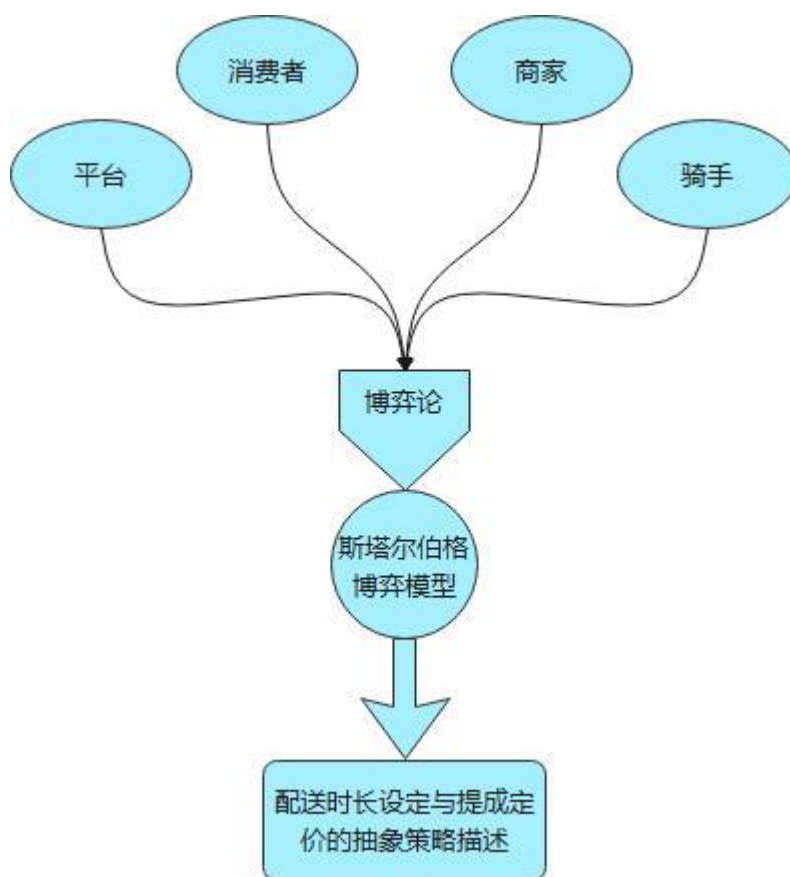 消费者
商家
平台
骑手
博弈论
斯塔尔伯格
博弈模型
配送时长设定与提成定
价的抽象策略描述